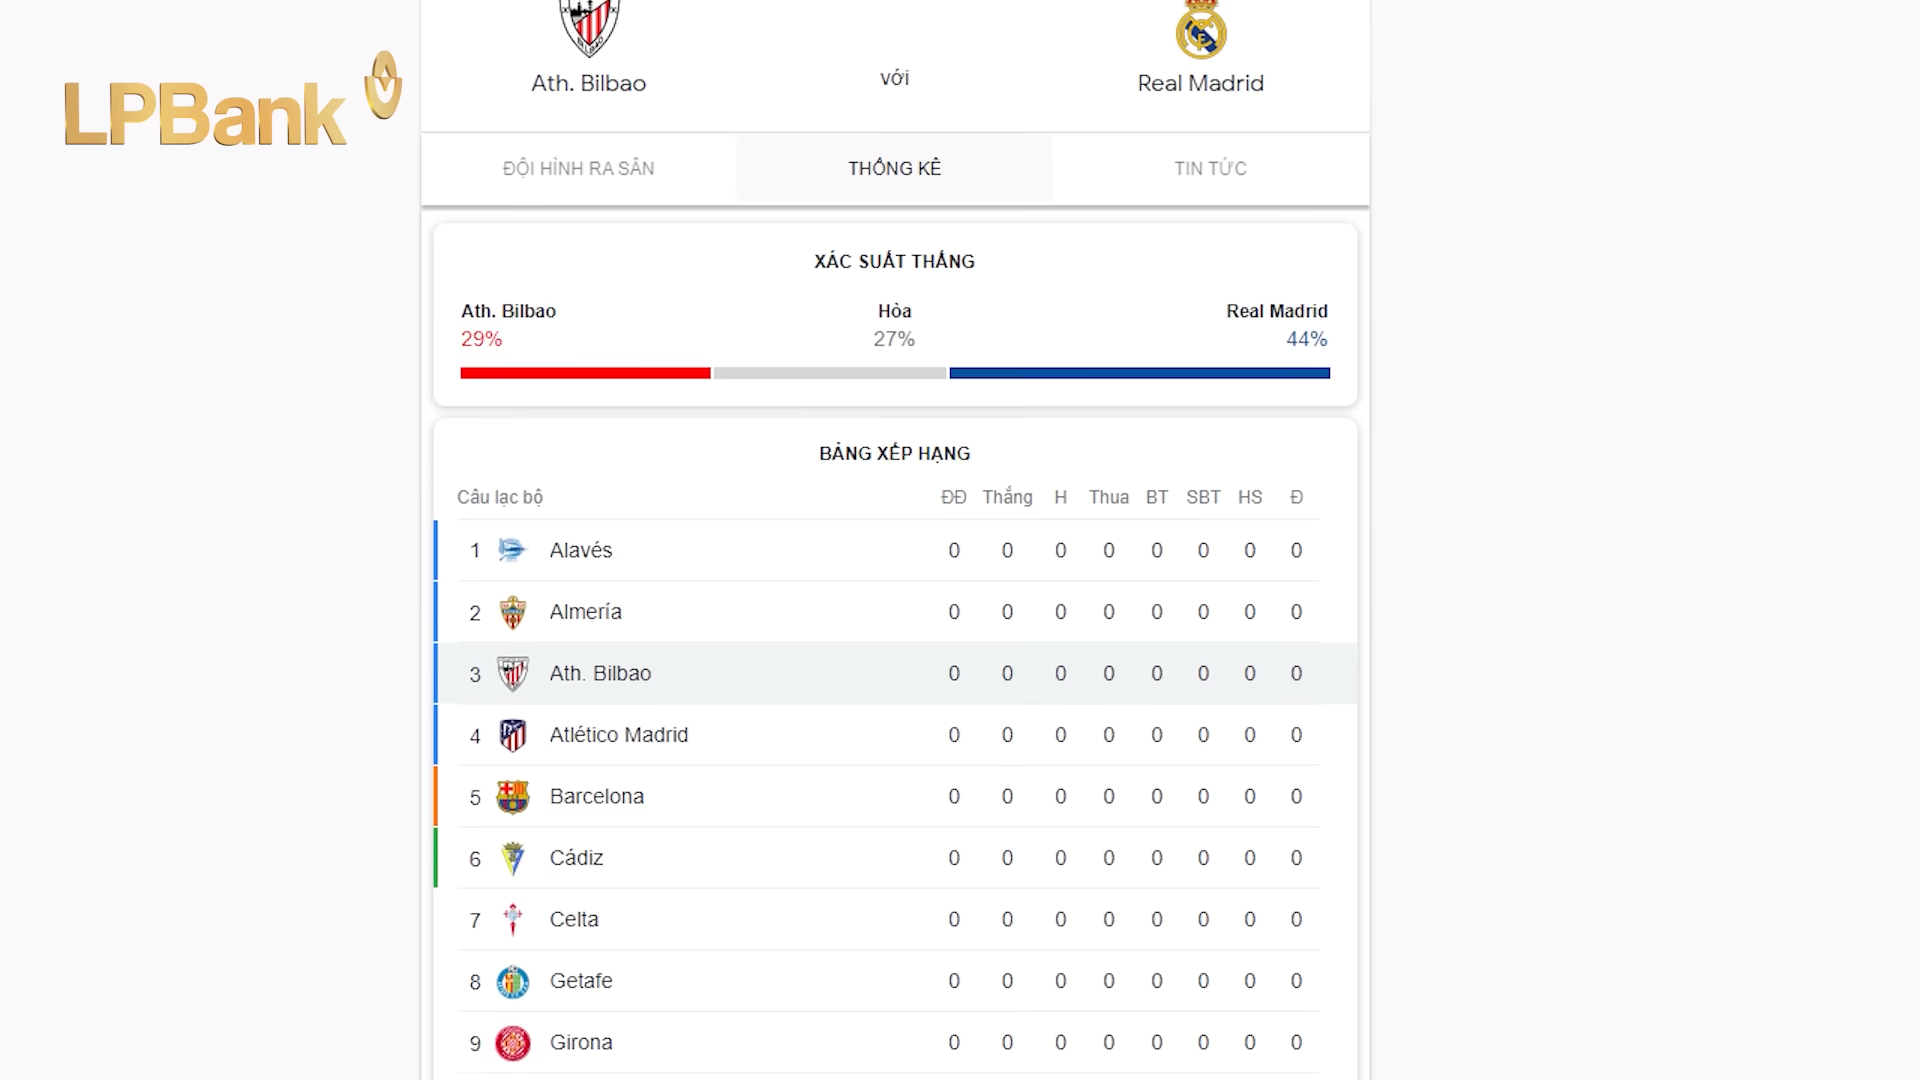 LPBank
Ath. Bilbao
với
Real Madrid
ĐỘI HÌNH RA SÂN
THỐNG KÊ
TIN TỨC
XÁC SUẤT THẮNG
Ath. Bilbao Hòa Real Madrid
29% 27% 44%
BẢNG XẾP HẠNG
Câu lạc bộ ĐĐ Thắng H Thua BT SBT HS Đ
1 Alavés 0 0 0 0 0 0 0 0
2 Almería 0 0 0 0 0 0 0 0
3 Ath. Bilbao 0 0 0 0 0 0 0 0
4 Atlético Madrid 0 0 0 0 0 0 0 0
5 Barcelona 0 0 0 0 0 0 0 0
6 Cádiz 0 0 0 0 0 0 0 0
7 Celta 0 0 0 0 0 0 0 0
8 Getafe 0 0 0 0 0 0 0 0
9 Girona 0 0 0 0 0 0 0 0